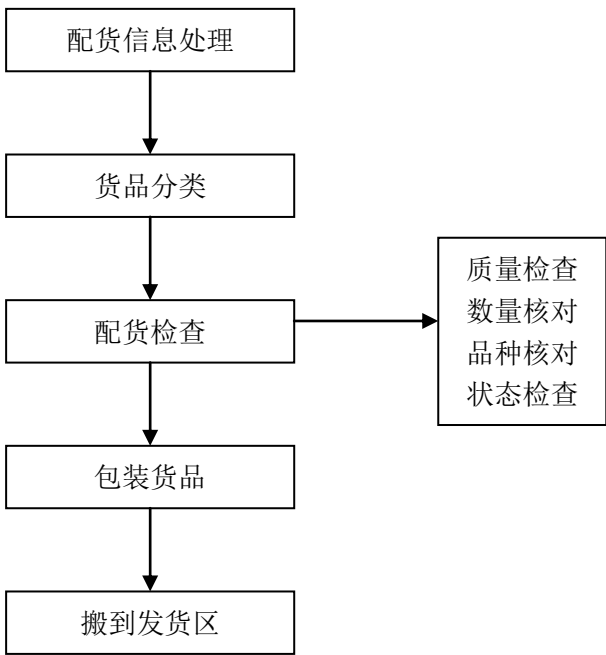 配货信息处理
货品分类
配货检查
质量检查
数量核对
品种核对
状态检查
包装货品
搬到发货区